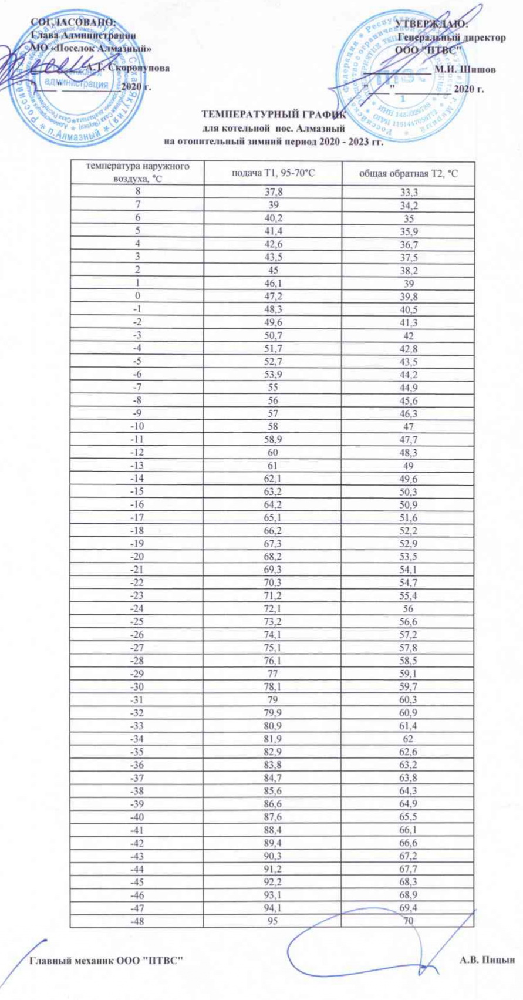 СОГЛАСОВАНО:
Глава Администрации
МО «Поселок Алмазный»
А.Т. Скоропупова
"____"____________2020 г.
УТВЕРЖДАЮ:
Генеральный директор
ООО "ПТВС"
______________ М.И. Шишов
"____"____________ 2020 г.
администрация
п.Алмазный
ПТВС
1
ТЕМПЕРАТУРНЫЙ ГРАФИК
для котельной пос. Алмазный
на отопительный зимний период 2020 - 2023 гг.
температура наружного воздуха, °С подача Т1, 95-70°С общая обратная Т2, °С
8 37,8 33,3
7 39 34,2
6 40,2 35
5 41,4 35,9
4 42,6 36,7
3 43,5 37,5
2 45 38,2
1 46,1 39
0 47,2 39,8
-1 48,3 40,5
-2 49,6 41,3
-3 50,7 42
-4 51,7 42,8
-5 52,7 43,5
-6 53,9 44,2
-7 55 44,9
-8 56 45,6
-9 57 46,3
-10 58 47
-11 58,9 47,7
-12 60 48,3
-13 61 49
-14 62,1 49,6
-15 63,2 50,3
-16 64,2 50,9
-17 65,1 51,6
-18 66,2 52,2
-19 67,3 52,9
-20 68,2 53,5
-21 69,3 54,1
-22 70,3 54,7
-23 71,2 55,4
-24 72,1 56
-25 73,2 56,6
-26 74,1 57,2
-27 75,1 57,8
-28 76,1 58,5
-29 77 59,1
-30 78,1 59,7
-31 79 60,3
-32 79,9 60,9
-33 80,9 61,4
-34 81,9 62
-35 82,9 62,6
-36 83,8 63,2
-37 84,7 63,8
-38 85,6 64,3
-39 86,6 64,9
-40 87,6 65,5
-41 88,4 66,1
-42 89,4 66,6
-43 90,3 67,2
-44 91,2 67,7
-45 92,2 68,3
-46 93,1 68,9
-47 94,1 69,4
-48 95 70
Главный механик ООО "ПТВС" А.В. Пицын